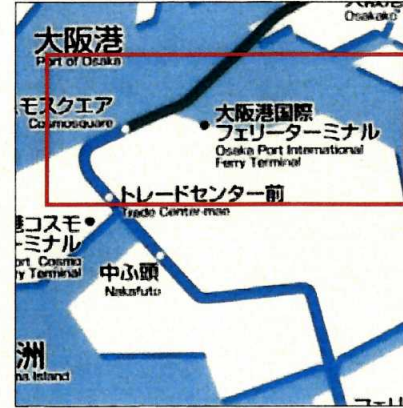 大阪港
Port of Osaka
Osakako
モスクエア
Cosmosquare
大阪港国際
フェリーターミナル
Osaka Port International
Ferry Terminal
トレードセンター前
Trade Center-mae
コスモ
ーミナル
ort Cosmo
ry Terminal
中ふ頭
Nakafuto
洲
na Island
フェリ